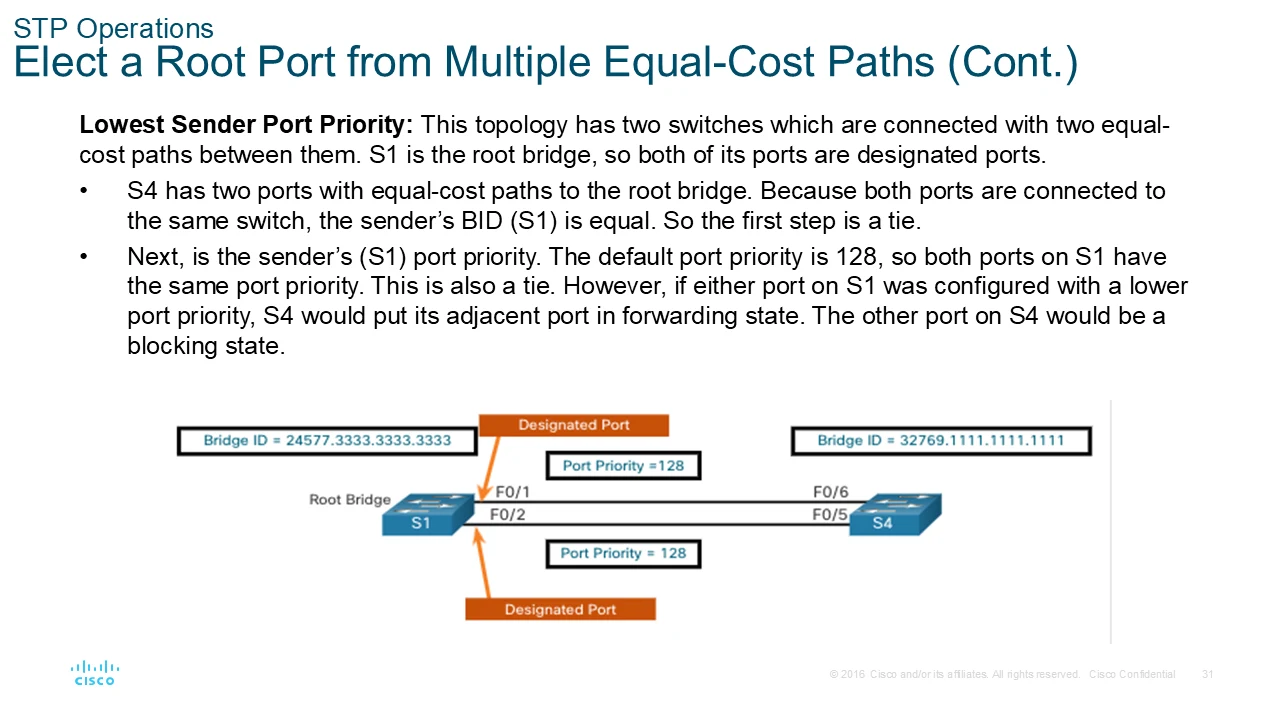 STP Operations
Elect a Root Port from Multiple Equal-Cost Paths (Cont.)
Lowest Sender Port Priority: This topology has two switches which are connected with two equal-
cost paths between them. S1 is the root bridge, so both of its ports are designated ports.
• S4 has two ports with equal-cost paths to the root bridge. Because both ports are connected to
the same switch, the sender’s BID (S1) is equal. So the first step is a tie.
• Next, is the sender’s (S1) port priority. The default port priority is 128, so both ports on S1 have
the same port priority. This is also a tie. However, if either port on S1 was configured with a lower
port priority, S4 would put its adjacent port in forwarding state. The other port on S4 would be a
blocking state.
Designated Port
Bridge ID = 24577.3333.3333.3333
Bridge ID = 32769.1111.1111.1111
Port Priority =128
Root Bridge
F0/1
F0/6
F0/2
F0/5
S1
S4
Port Priority = 128
Designated Port
CISCO
© 2016 Cisco and/or its affiliates. All rights reserved. Cisco Confidential
31